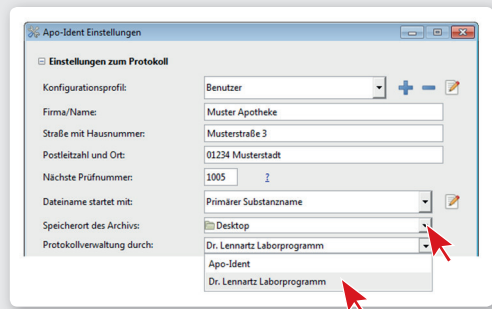 Apo-Ident Einstellungen
Einstellungen zum Protokoll
Konfigurationsprofil: Benutzer
Firma/Name: Muster Apotheke
Straße mit Hausnummer: Musterstraße 3
Postleitzahl und Ort: 01234 Musterstadt
Nächste Prüfnummer: 1005 ?
Dateiname startet mit: Primärer Substanzname
Speicherort des Archivs: Desktop
Protokollverwaltung durch: Dr. Lennartz Laborprogramm
Apo-Ident
Dr. Lennartz Laborprogramm